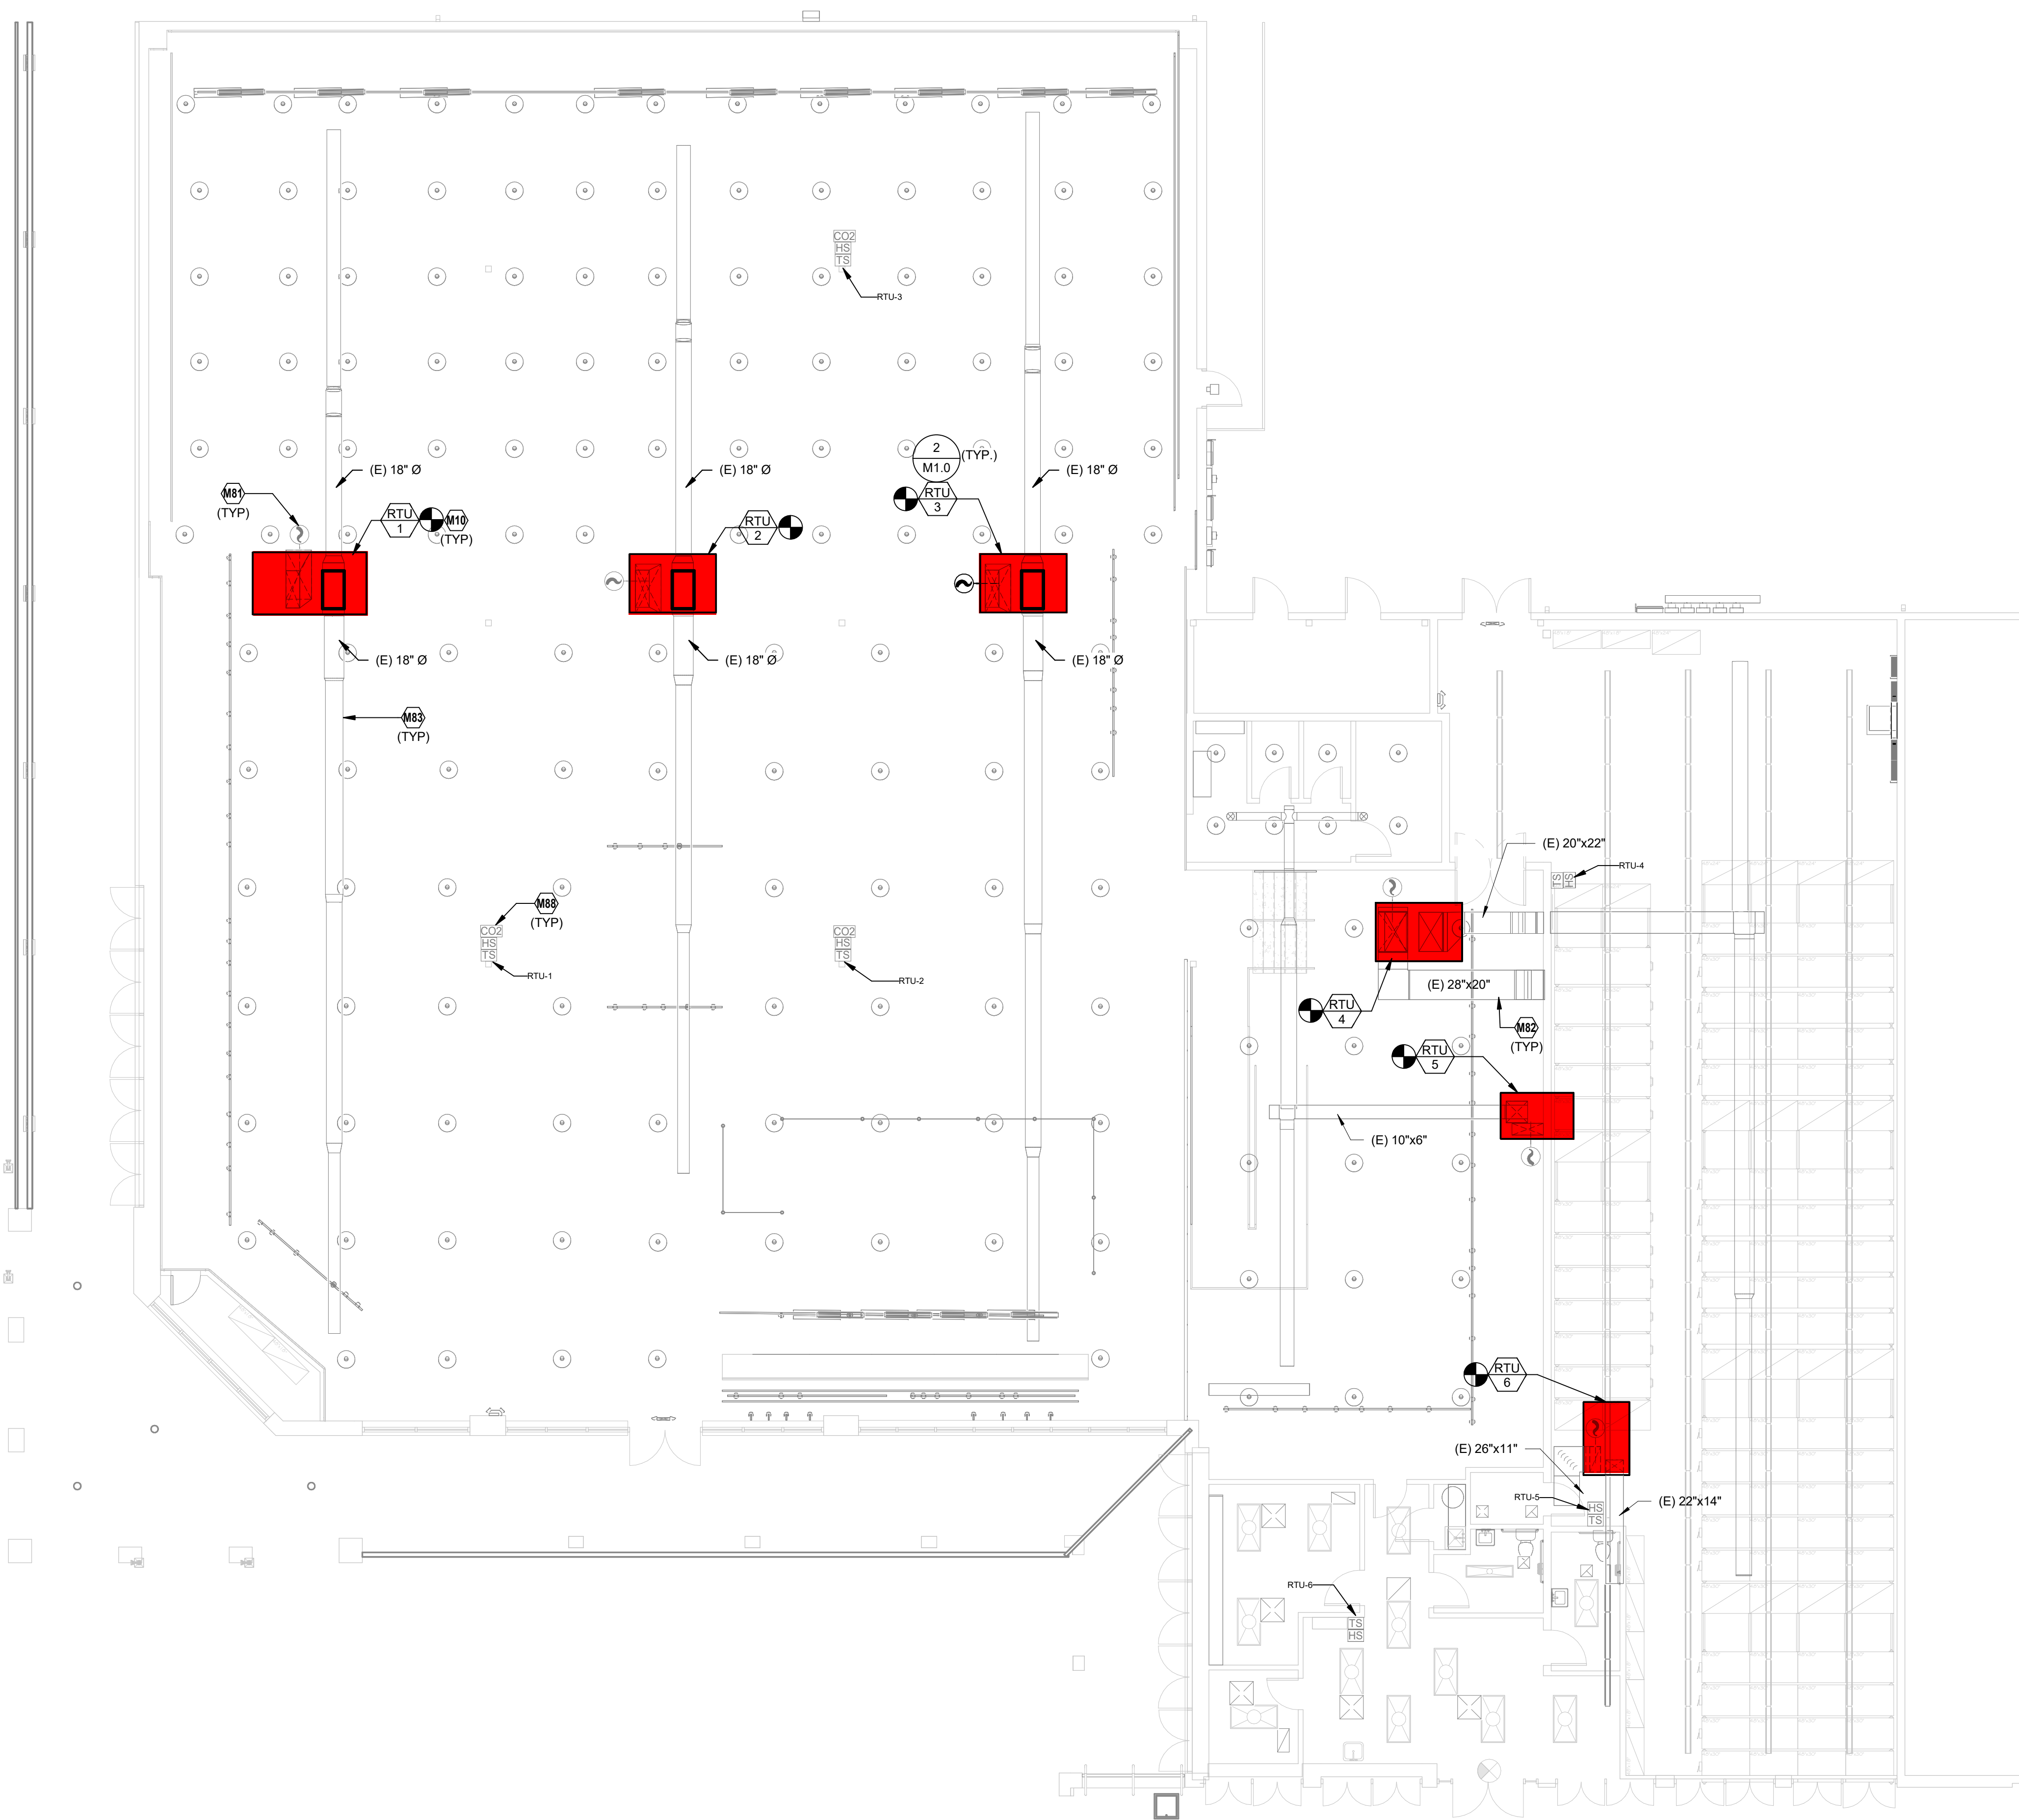 CO2
HS
TS
RTU-3
2
M1.0
(TYP.)
(E) 18" Ø
(E) 18" Ø
(E) 18" Ø
M81
(TYP)
RTU
1
M10
(TYP)
RTU
2
RTU
3
(E) 18" Ø
(E) 18" Ø
(E) 18" Ø
M83
(TYP)
(E) 20"x22"
RTU-4
TS
HS
M88
(TYP)
CO2
HS
TS
RTU-1
CO2
HS
TS
RTU-2
(E) 28"x20"
RTU
4
M82
(TYP)
RTU
5
(E) 10"x6"
RTU
6
(E) 26"x11"
RTU-5
HS
TS
(E) 22"x14"
RTU-6
TS
HS